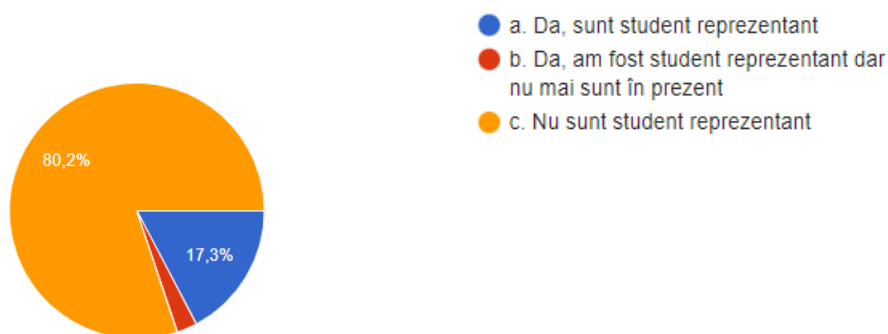 a. Da, sunt student reprezentant
b. Da, am fost student reprezentant dar
nu mai sunt în prezent
c. Nu sunt student reprezentant
80,2%
17,3%